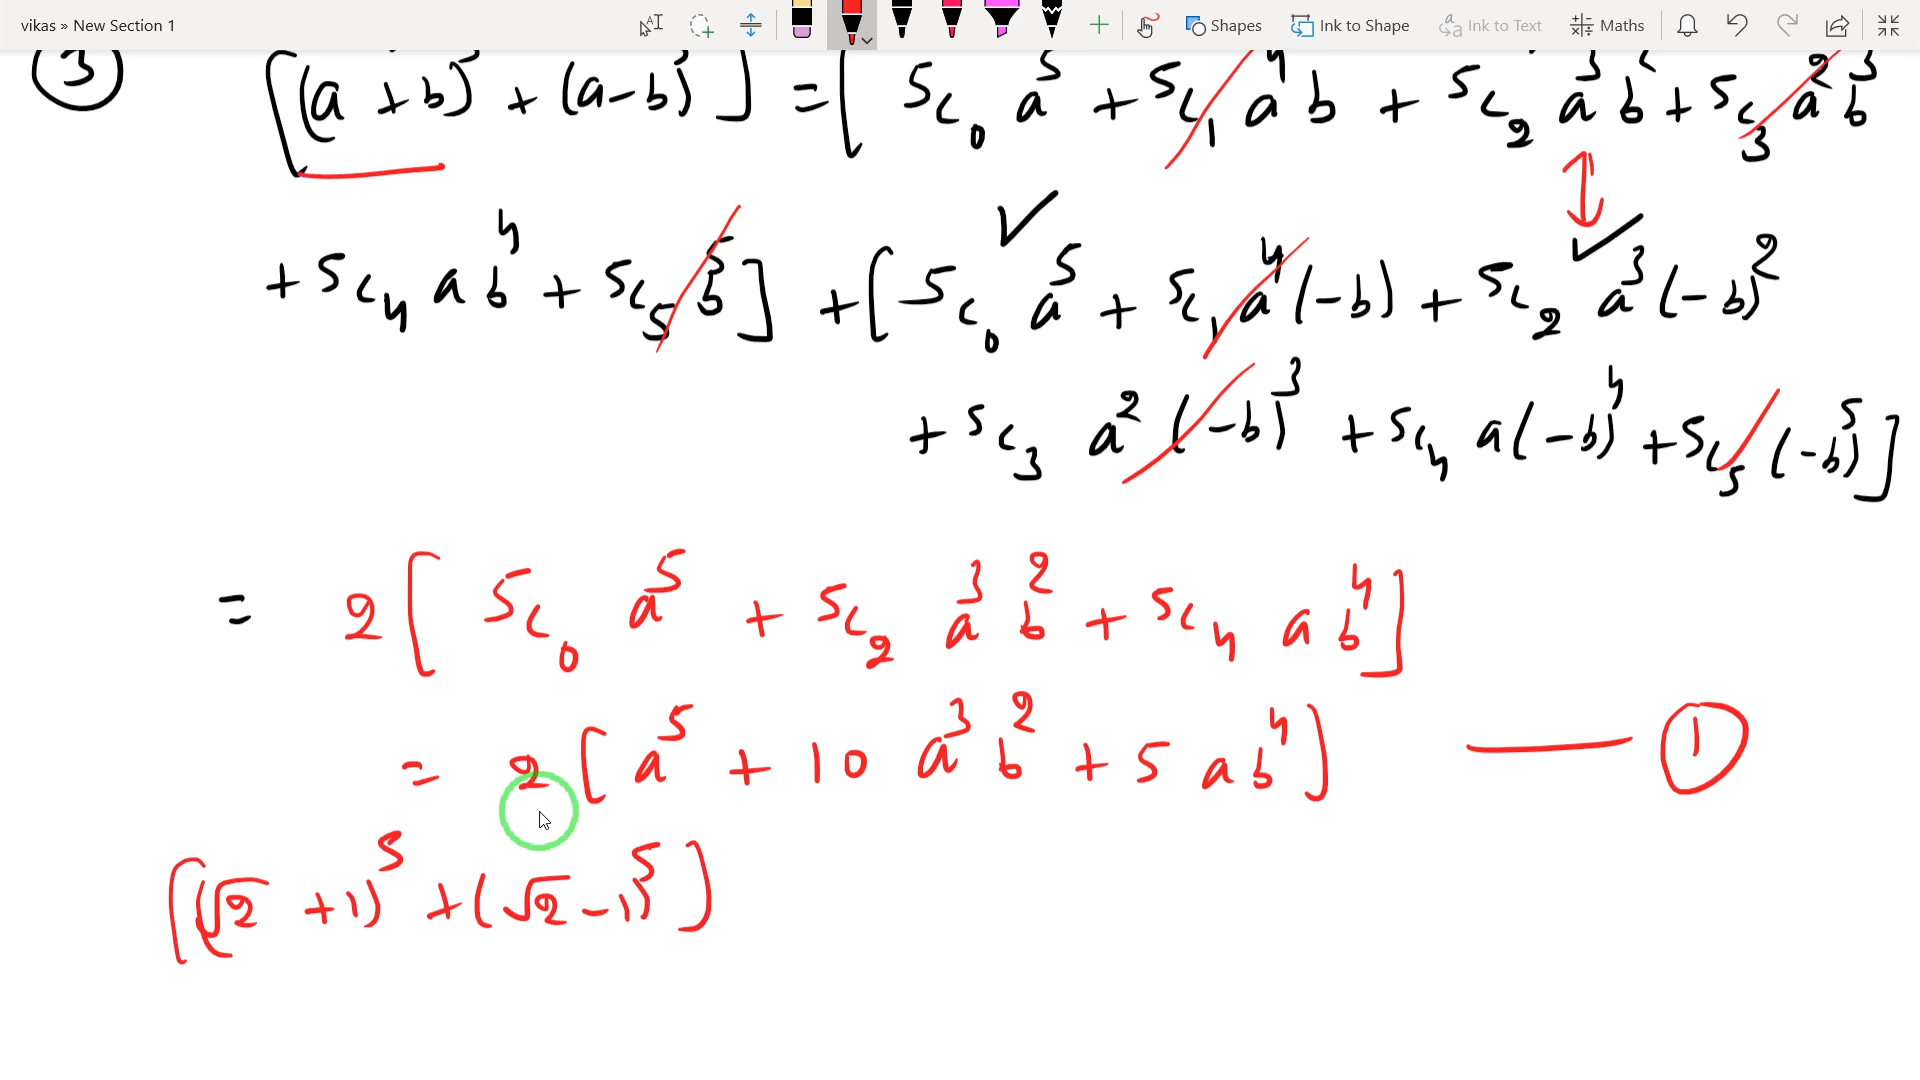 vikas » New Section 1 Shapes Ink to Shape Ink to Text Maths
③ [(a+b)⁵ + (a-b)⁵] = [ 5c₀ a⁵ + 5c₁ a⁴b + 5c₂ a³b² + 5c₃ a²b³
+ 5c₄ ab⁴ + 5c₅ b⁵] + [5c₀ a⁵ + 5c₁ a⁴(-b) + 5c₂ a³(-b)²
+ 5c₃ a²(-b)³ + 5c₄ a(-b)⁴ + 5c₅ (-b)⁵]
= 2[ 5c₀ a⁵ + 5c₂ a³b² + 5c₄ ab⁴]
= 2[a⁵ + 10 a³b² + 5ab⁴] —— ①
[(√2 +1)⁵ + (√2 -1)⁵]